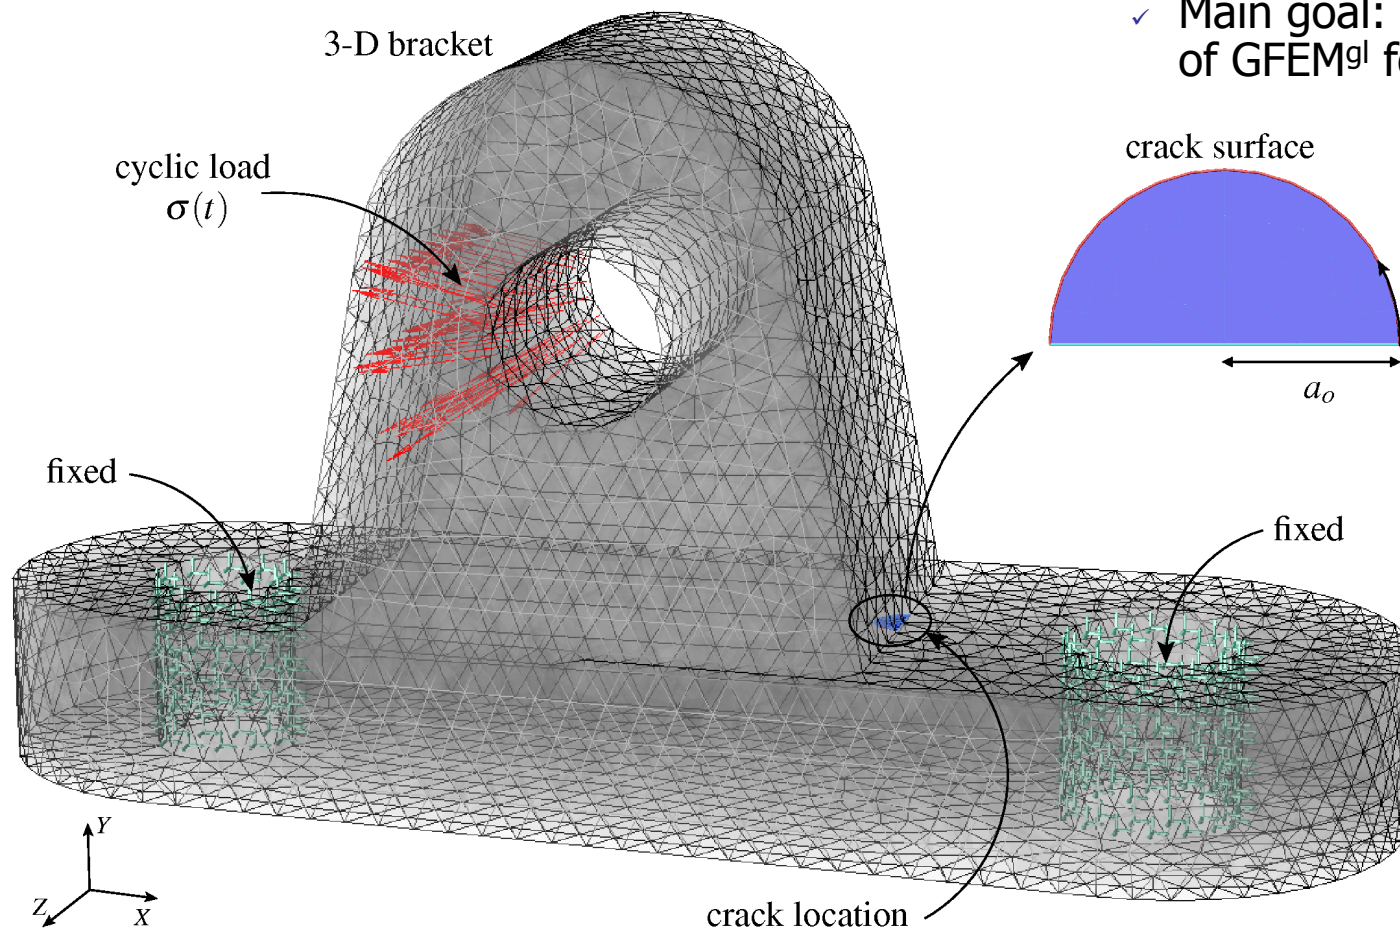 ✓ Main goal:
of GFEMgl
3-D bracket
crack surface
cyclic load
σ(t)
ao
fixed
fixed
Y
Z
X
crack location